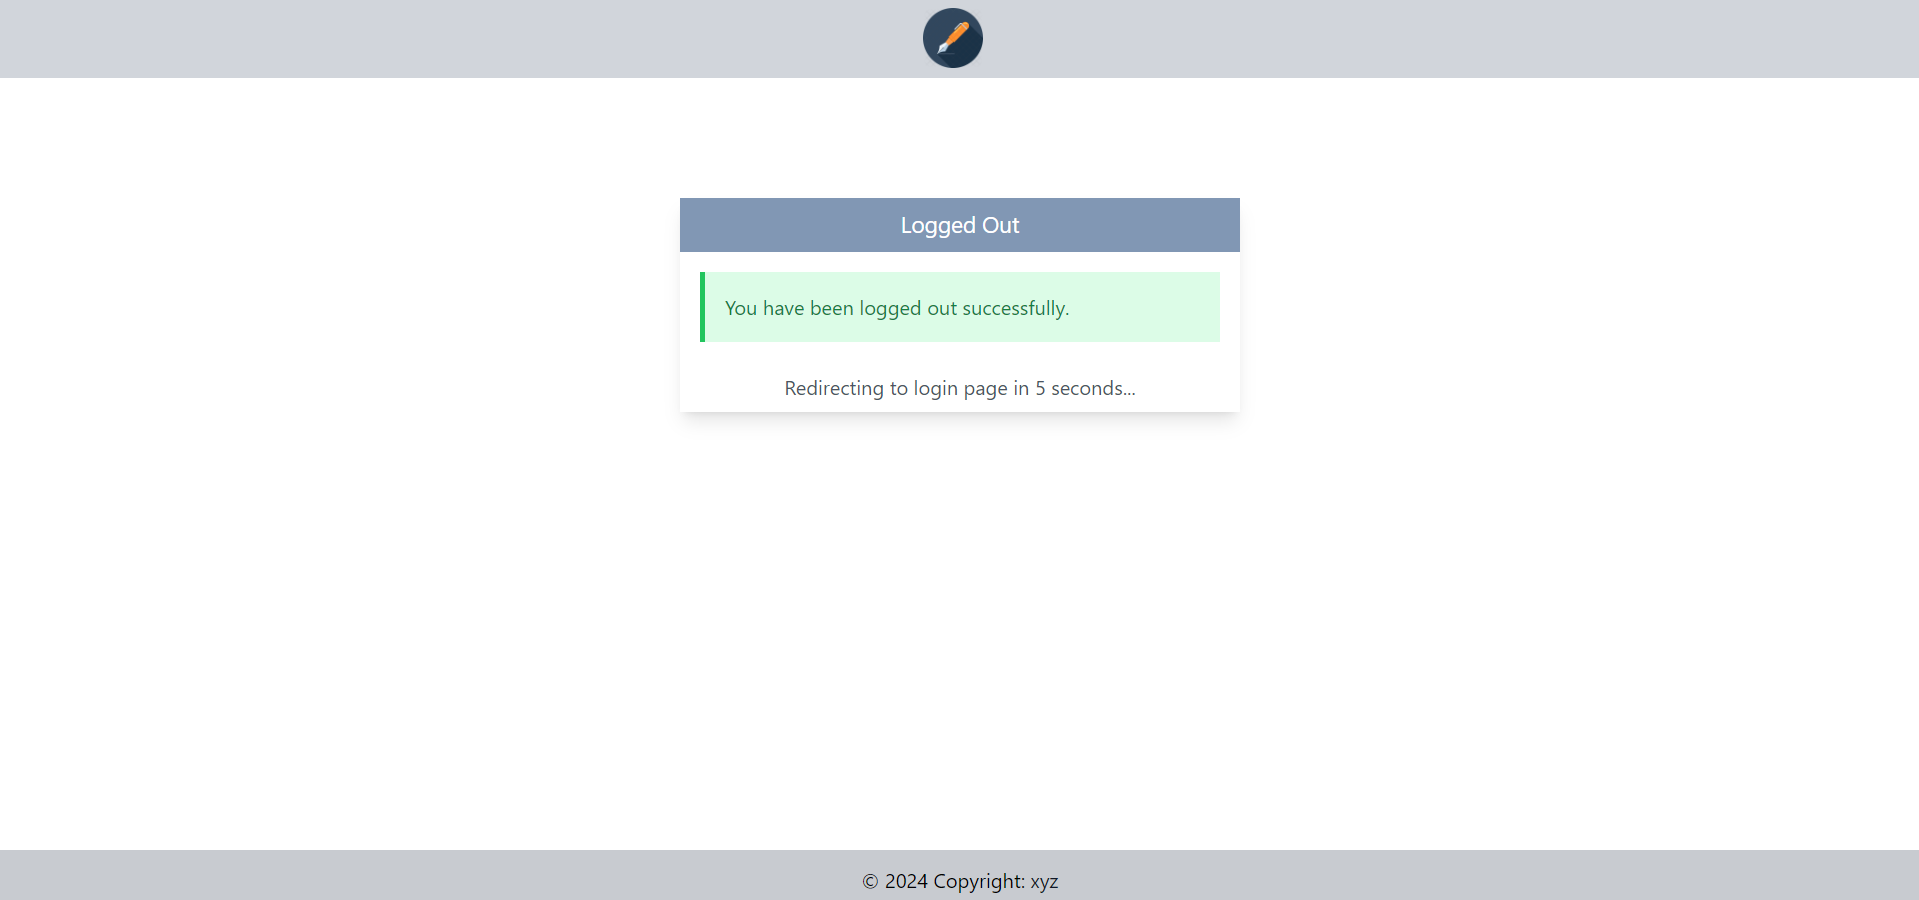 Logged Out
You have been logged out successfully.
Redirecting to login page in 5 seconds...
© 2024 Copyright: xyz